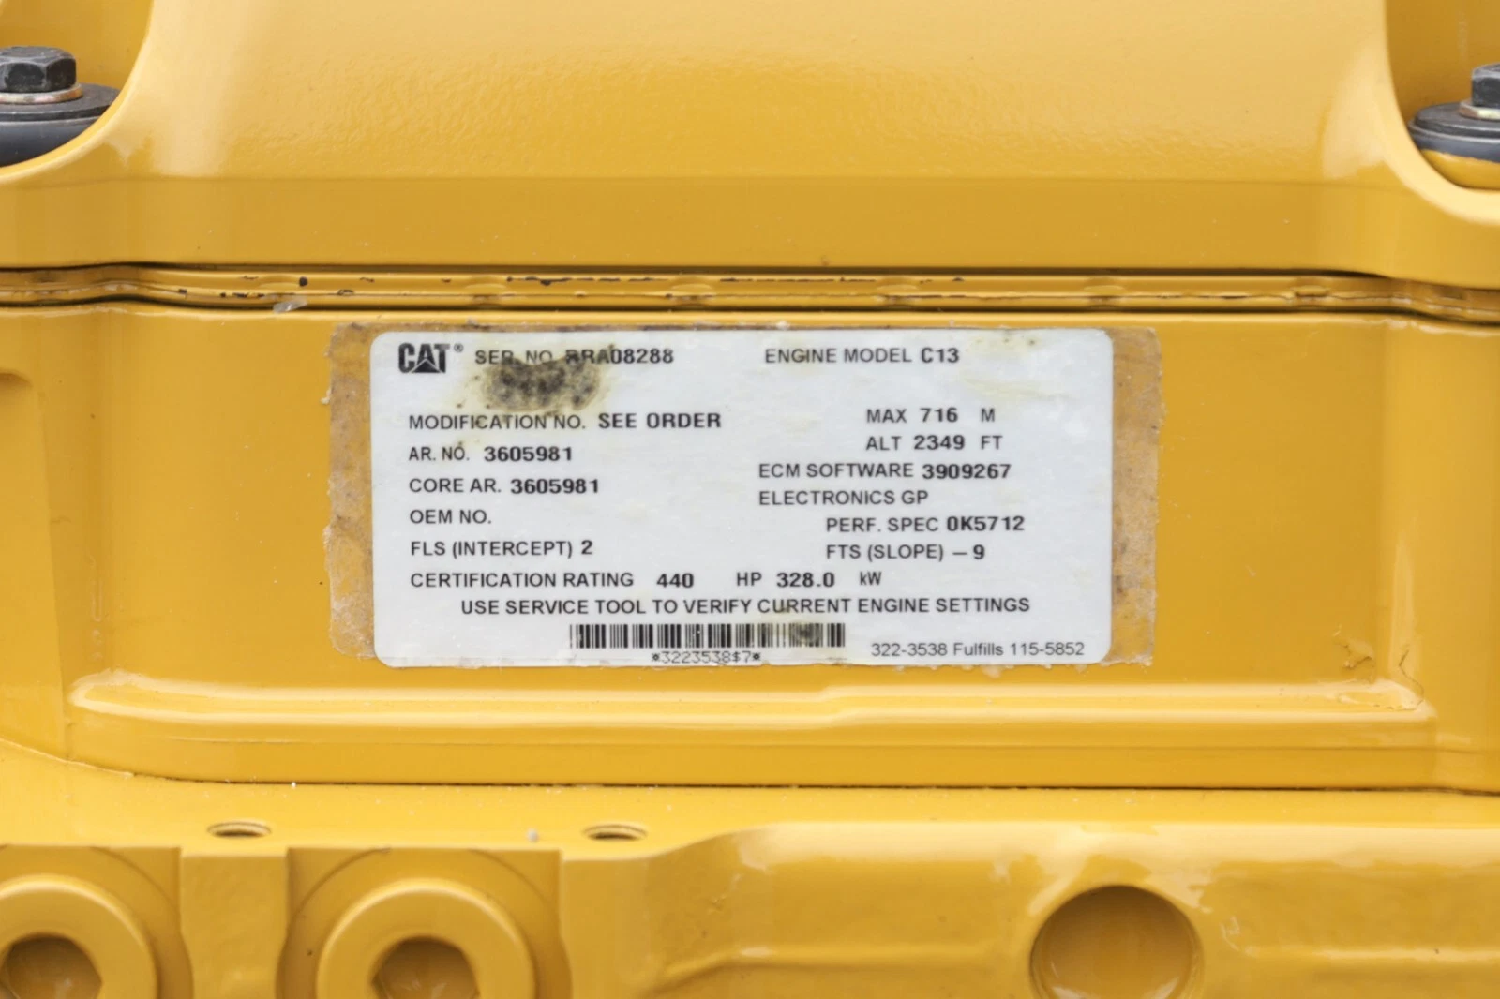 CAT® SER. NO. RRA08288 ENGINE MODEL C13
MODIFICATION NO. SEE ORDER MAX 716 M
AR. NO. 3605981 ALT 2349 FT
CORE AR. 3605981 ECM SOFTWARE 3909267
OEM NO. ELECTRONICS GP
PERF. SPEC 0K5712
FLS (INTERCEPT) 2 FTS (SLOPE) – 9
CERTIFICATION RATING 440 HP 328.0 kW
USE SERVICE TOOL TO VERIFY CURRENT ENGINE SETTINGS
*3223538$7* 322-3538 Fulfills 115-5852